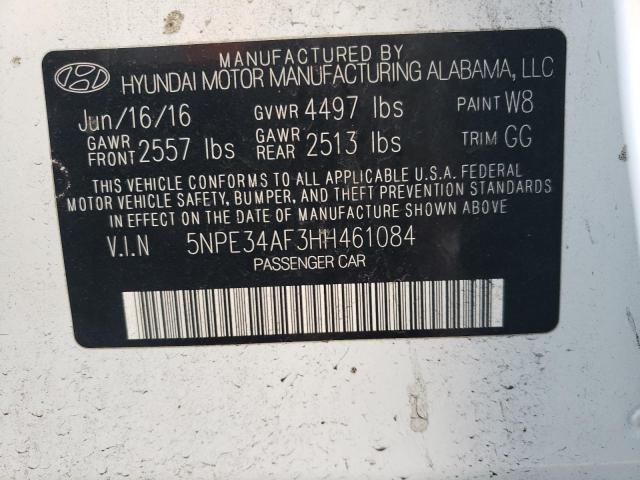 MANUFACTURED BY
HYUNDAI MOTOR MANUFACTURING ALABAMA, LLC
Jun/16/16 GVWR 4497 lbs PAINT W8
GAWR FRONT 2557 lbs GAWR REAR 2513 lbs TRIM GG
THIS VEHICLE CONFORMS TO ALL APPLICABLE U.S.A. FEDERAL
MOTOR VEHICLE SAFETY, BUMPER, AND THEFT PREVENTION STANDARDS
IN EFFECT ON THE DATE OF MANUFACTURE SHOWN ABOVE
V.I.N 5NPE34AF3HH461084
PASSENGER CAR